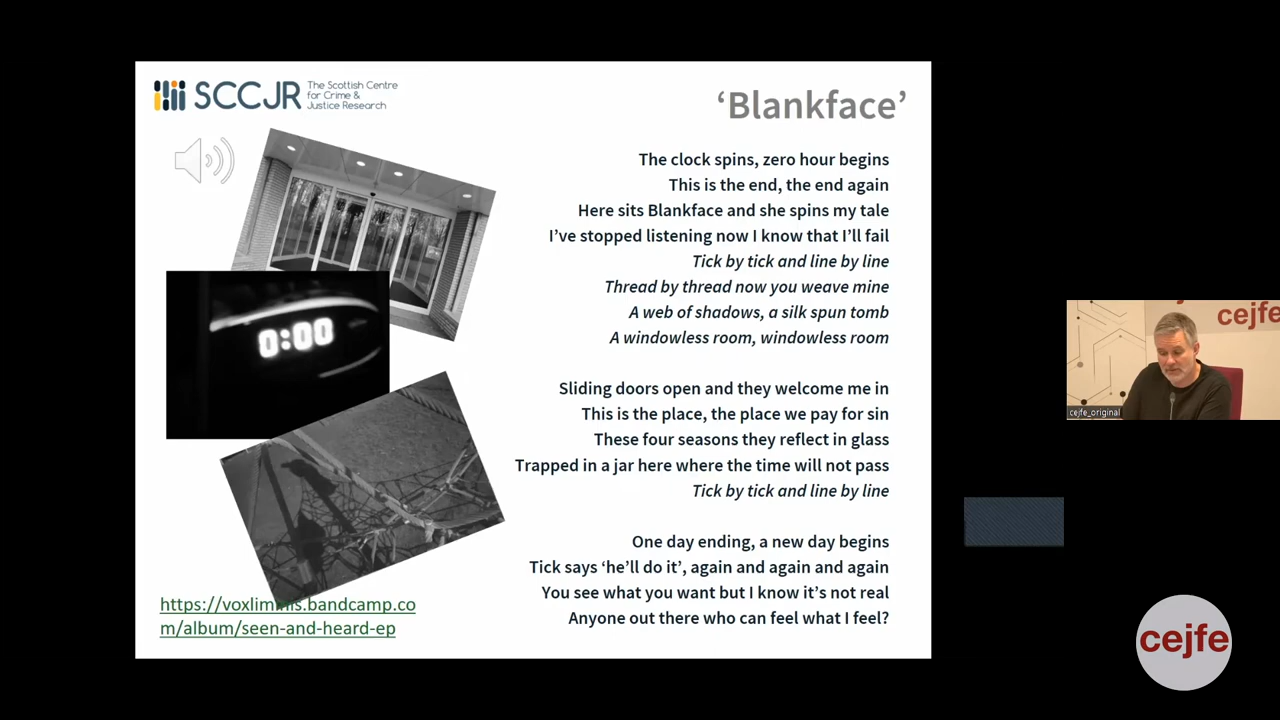 SCCJR
The Scottish Centre
for Crime &
Justice Research
‘Blankface’
The clock spins, zero hour begins
This is the end, the end again
Here sits Blankface and she spins my tale
I’ve stopped listening now I know that I’ll fail
Tick by tick and line by line
Thread by thread now you weave mine
A web of shadows, a silk spun tomb
A windowless room, windowless room
Sliding doors open and they welcome me in
This is the place, the place we pay for sin
These four seasons they reflect in glass
Trapped in a jar here where the time will not pass
Tick by tick and line by line
One day ending, a new day begins
Tick says ‘he’ll do it’, again and again and again
You see what you want but I know it’s not real
Anyone out there who can feel what I feel?
0:00
https://voxliminis.bandcamp.co
m/album/seen-and-heard-ep
cejfe
cejfe_original
cejfe